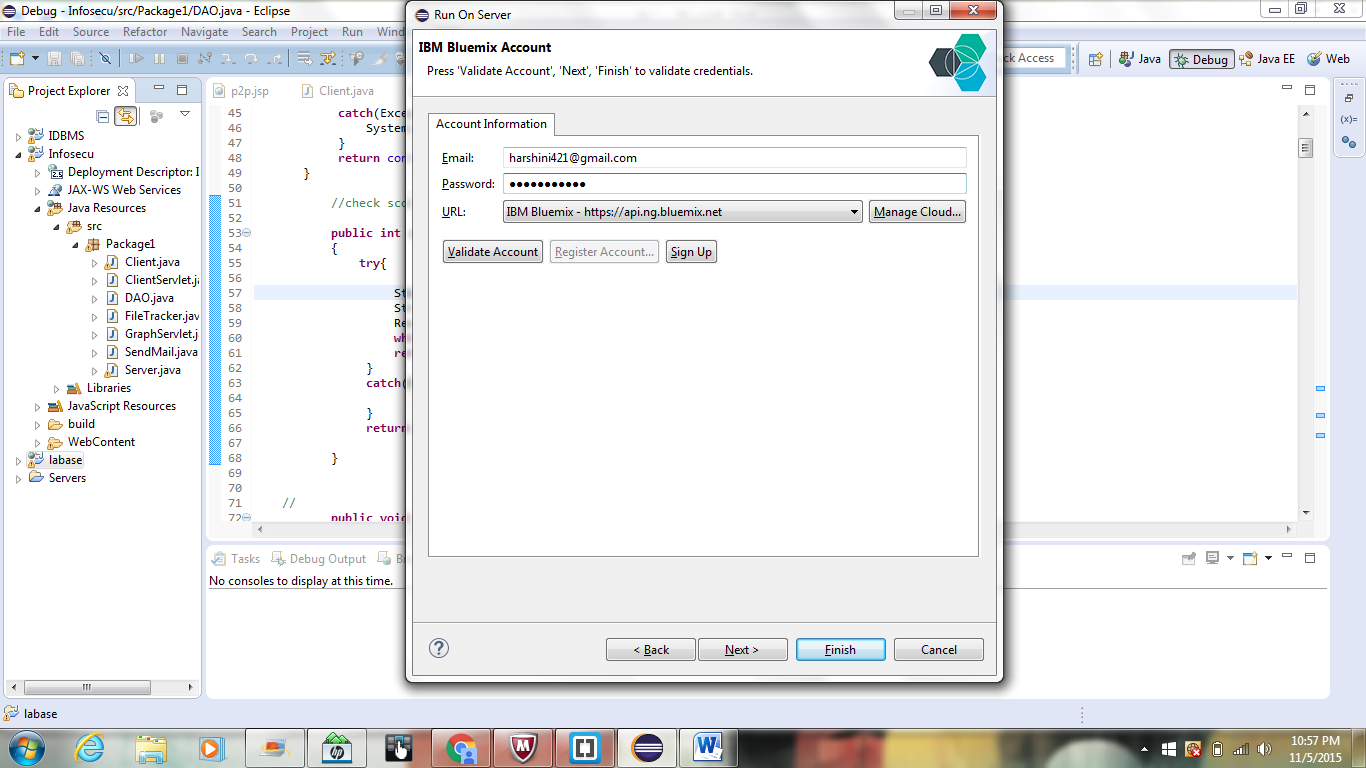 Debug - Infosecu/src/Package1/DAO.java - Eclipse
File Edit Source Refactor Navigate Search Project Run
Run On Server
IBM Bluemix Account
Press 'Validate Account', 'Next', 'Finish' to validate credentials.
Access
Java
Debug
Java EE
Web
Project Explorer
IDBMS
Infosecu
Deployment Descriptor: I
JAX-WS Web Services
Java Resources
src
Package1
Client.java
ClientServlet.ja
DAO.java
FileTracker.jav
GraphServlet.j
SendMail.java
Server.java
Libraries
JavaScript Resources
build
WebContent
labase
Servers
p2p.jsp
Client.java
45 catch(Exce
46 System
47 }
48 return con
49 }
50
51 //check sco
52
53 public int
54 {
55 try{
56
57 St
58 St
59 Re
60 wh
61 re
62 }
63 catch(
64
65 }
66 return
67
68 }
69
70
71 //
72 public void
Account Information
Email: harshini421@gmail.com
Password: ●●●●●●●●●●●
URL: IBM Bluemix - https://api.ng.bluemix.net
Manage Cloud...
Validate Account
Register Account...
Sign Up
< Back
Next >
Finish
Cancel
Tasks
Debug Output
No consoles to display at this time.
labase
10:57 PM
11/5/2015